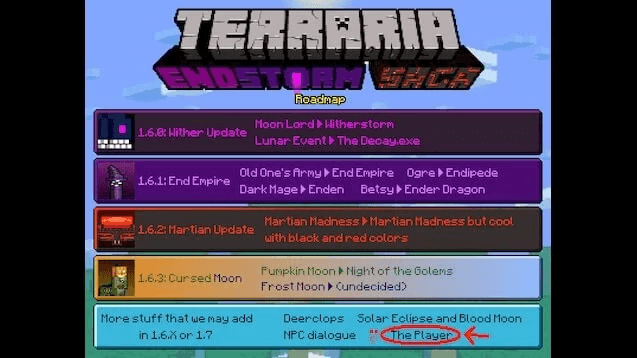 TERRARIA
ENDSTORM SAGA
Roadmap
1.6.0: Wither Update
Moon Lord ▶ Witherstorm
Lunar Event ▶ The Decay.exe
1.6.1: End Empire
Old One's Army ▶ End Empire Ogre ▶ Endipede
Dark Mage ▶ Enden Betsy ▶ Ender Dragon
1.6.2: Martian Update
Martian Madness ▶ Martian Madness but cool
with black and red colors
1.6.3: Cursed Moon
Pumpkin Moon ▶ Night of the Golems
Frost Moon ▶ (undecided)
More stuff that we may add
in 1.6.X or 1.7
Deerclops Solar Eclipse and Blood Moon
NPC dialogue The Player